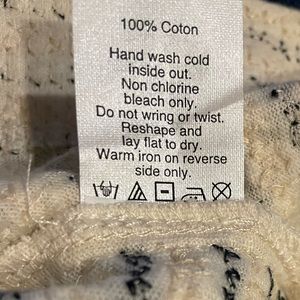 100% Coton
Hand wash cold
inside out.
Non chlorine
bleach only.
Do not wring or twist.
Reshape and
lay flat to dry.
Warm iron on reverse
side only.